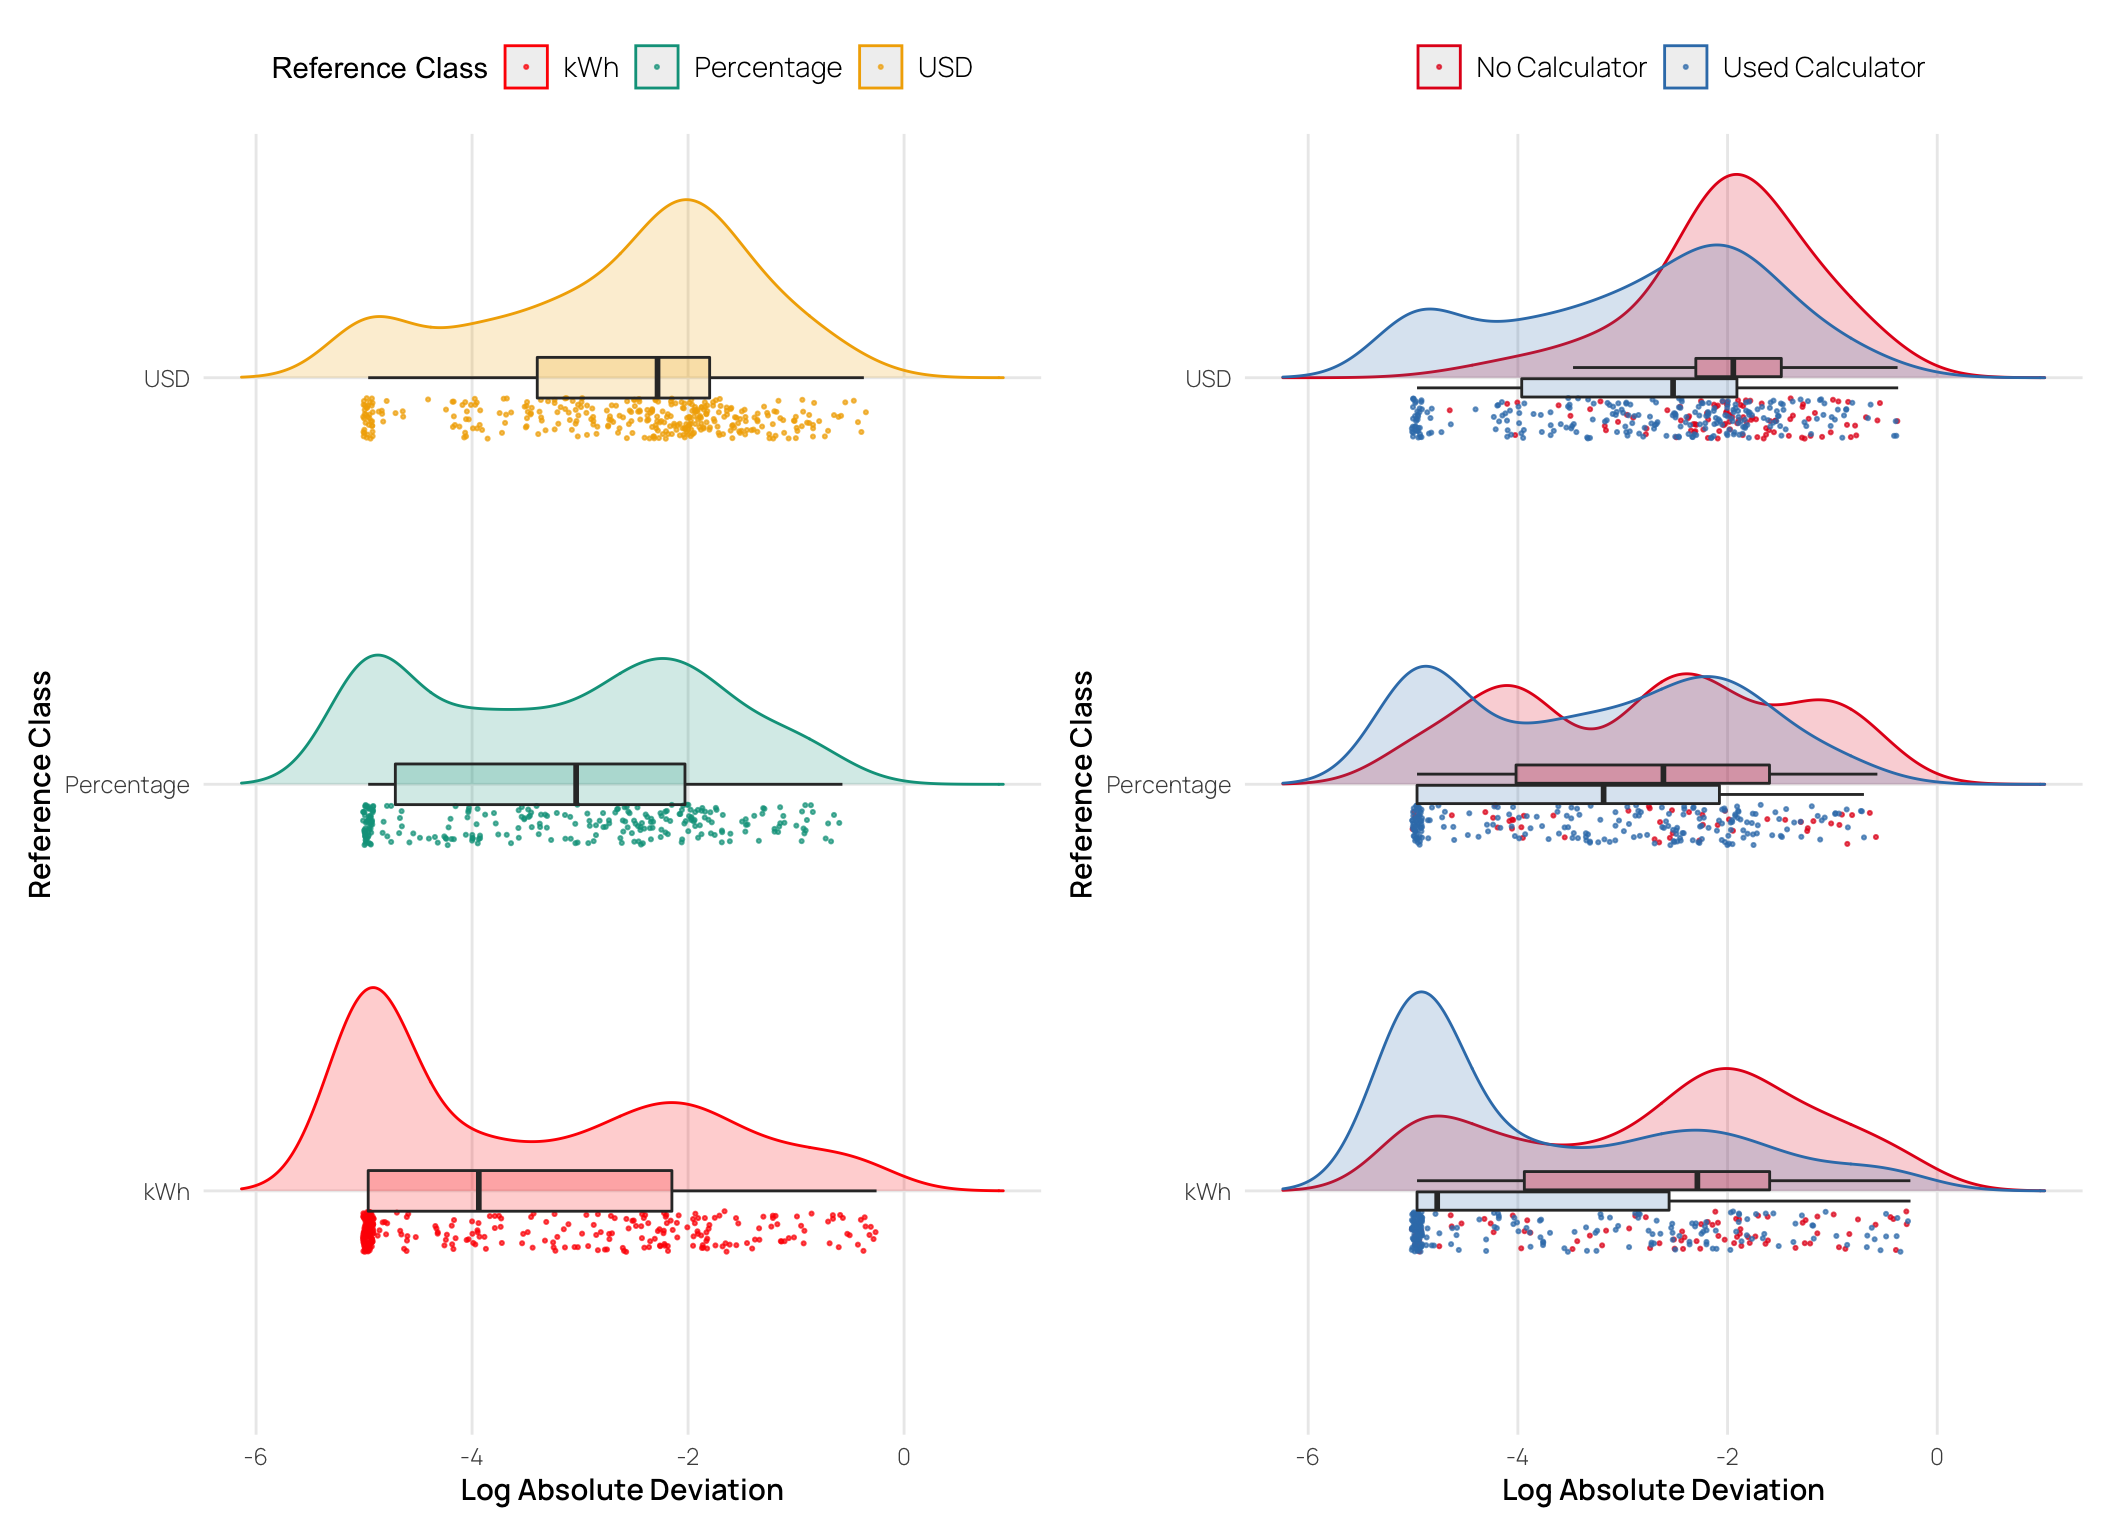 Reference Class kWh Percentage USD
No Calculator Used Calculator
USD
Percentage
kWh
Reference Class
-6 -4 -2 0
Log Absolute Deviation
USD
Percentage
kWh
Reference Class
-6 -4 -2 0
Log Absolute Deviation